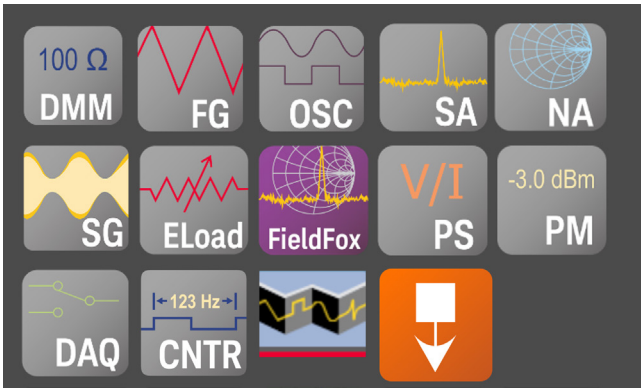 100 Ω
DMM
FG
OSC
SA
NA
SG
ELoad
FieldFox
V/I
PS
-3.0 dBm
PM
DAQ
123 Hz
CNTR